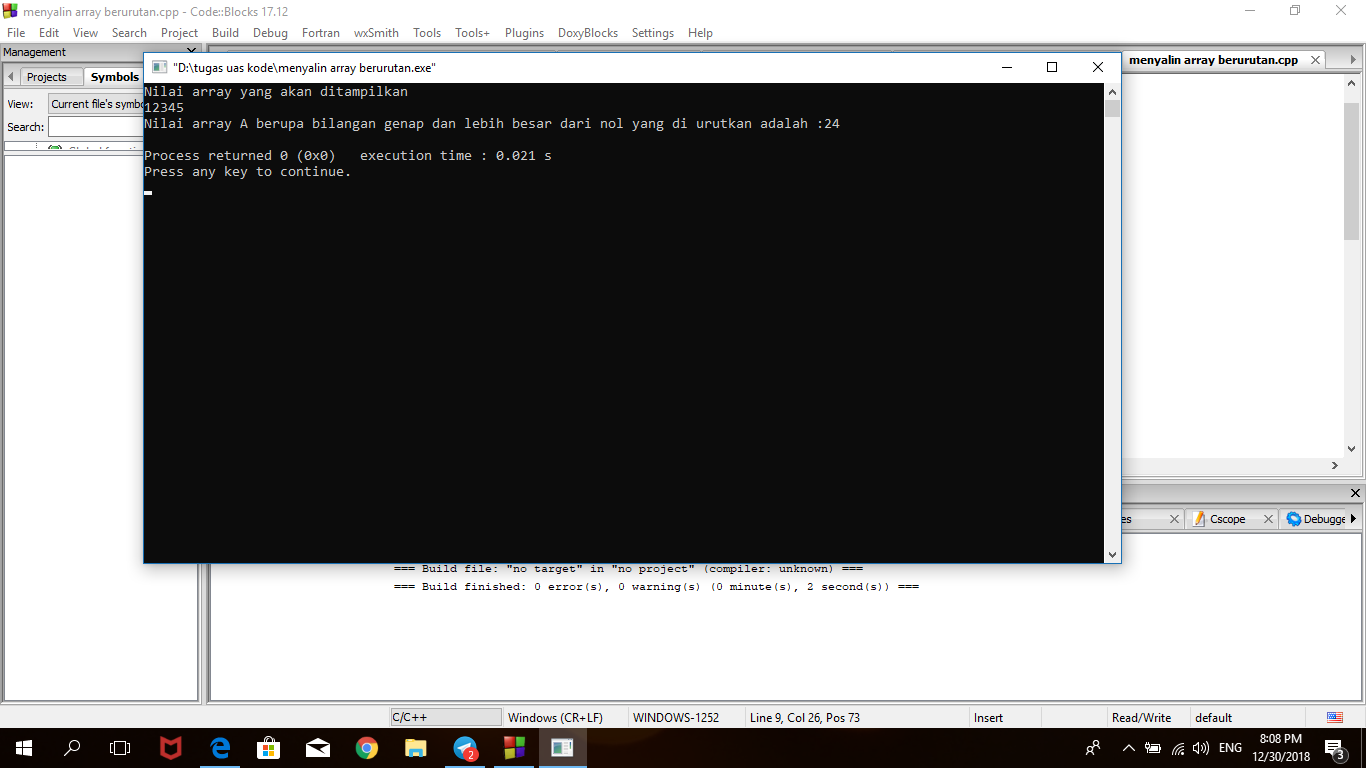 menyalin array berurutan.cpp - Code::Blocks 17.12
File Edit View Search Project Build Debug Fortran wxSmith Tools Tools+ Plugins DoxyBlocks Settings Help
Management
Projects Symbols
menyalin array berurutan.cpp
View: Current file's symbo
Search:
"D:\tugas uas kode\menyalin array berurutan.exe"
Nilai array yang akan ditampilkan
12345
Nilai array A berupa bilangan genap dan lebih besar dari nol yang di urutkan adalah :24
Process returned 0 (0x0) execution time : 0.021 s
Press any key to continue.
es Cscope Debugge
=== Build file: "no target" in "no project" (compiler: unknown) ===
=== Build finished: 0 error(s), 0 warning(s) (0 minute(s), 2 second(s)) ===
C/C++ Windows (CR+LF) WINDOWS-1252 Line 9, Col 26, Pos 73 Insert Read/Write default
2
ENG
8:08 PM
12/30/2018
3